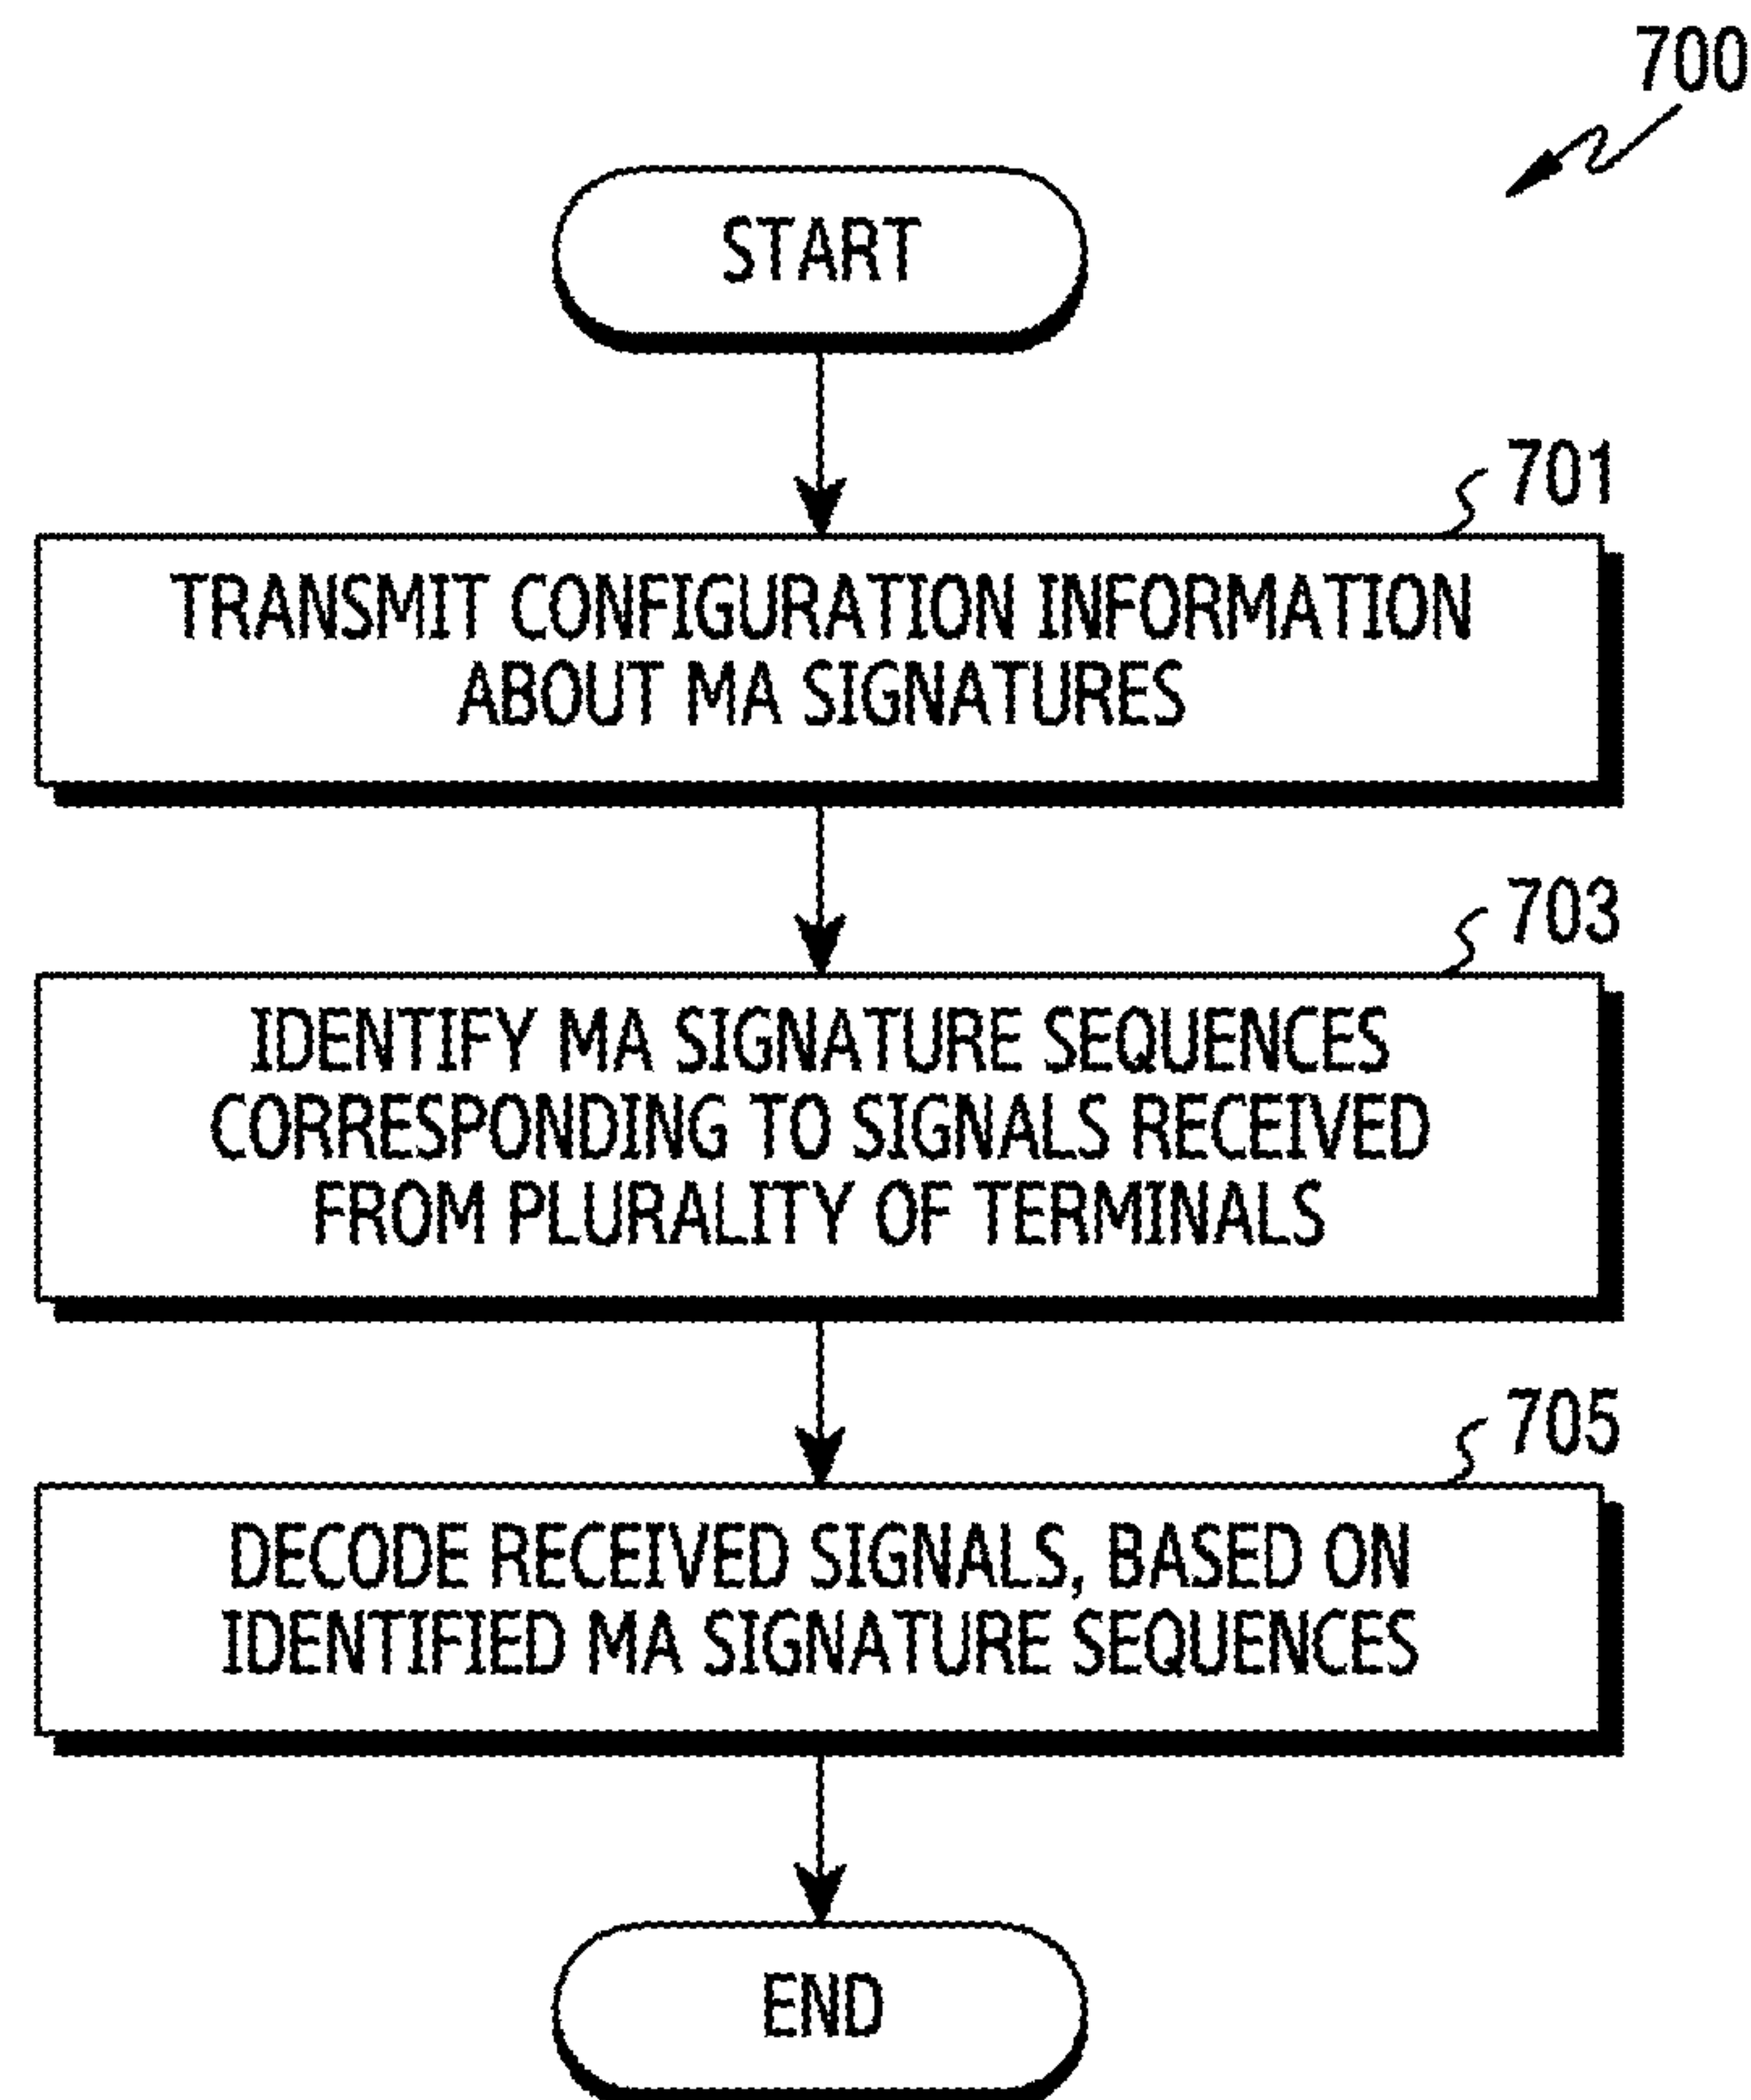 700
START
701
TRANSMIT CONFIGURATION INFORMATION
ABOUT MA SIGNATURES
703
IDENTIFY MA SIGNATURE SEQUENCES
CORRESPONDING TO SIGNALS RECEIVED
FROM PLURALITY OF TERMINALS
705
DECODE RECEIVED SIGNALS, BASED ON
IDENTIFIED MA SIGNATURE SEQUENCES
END